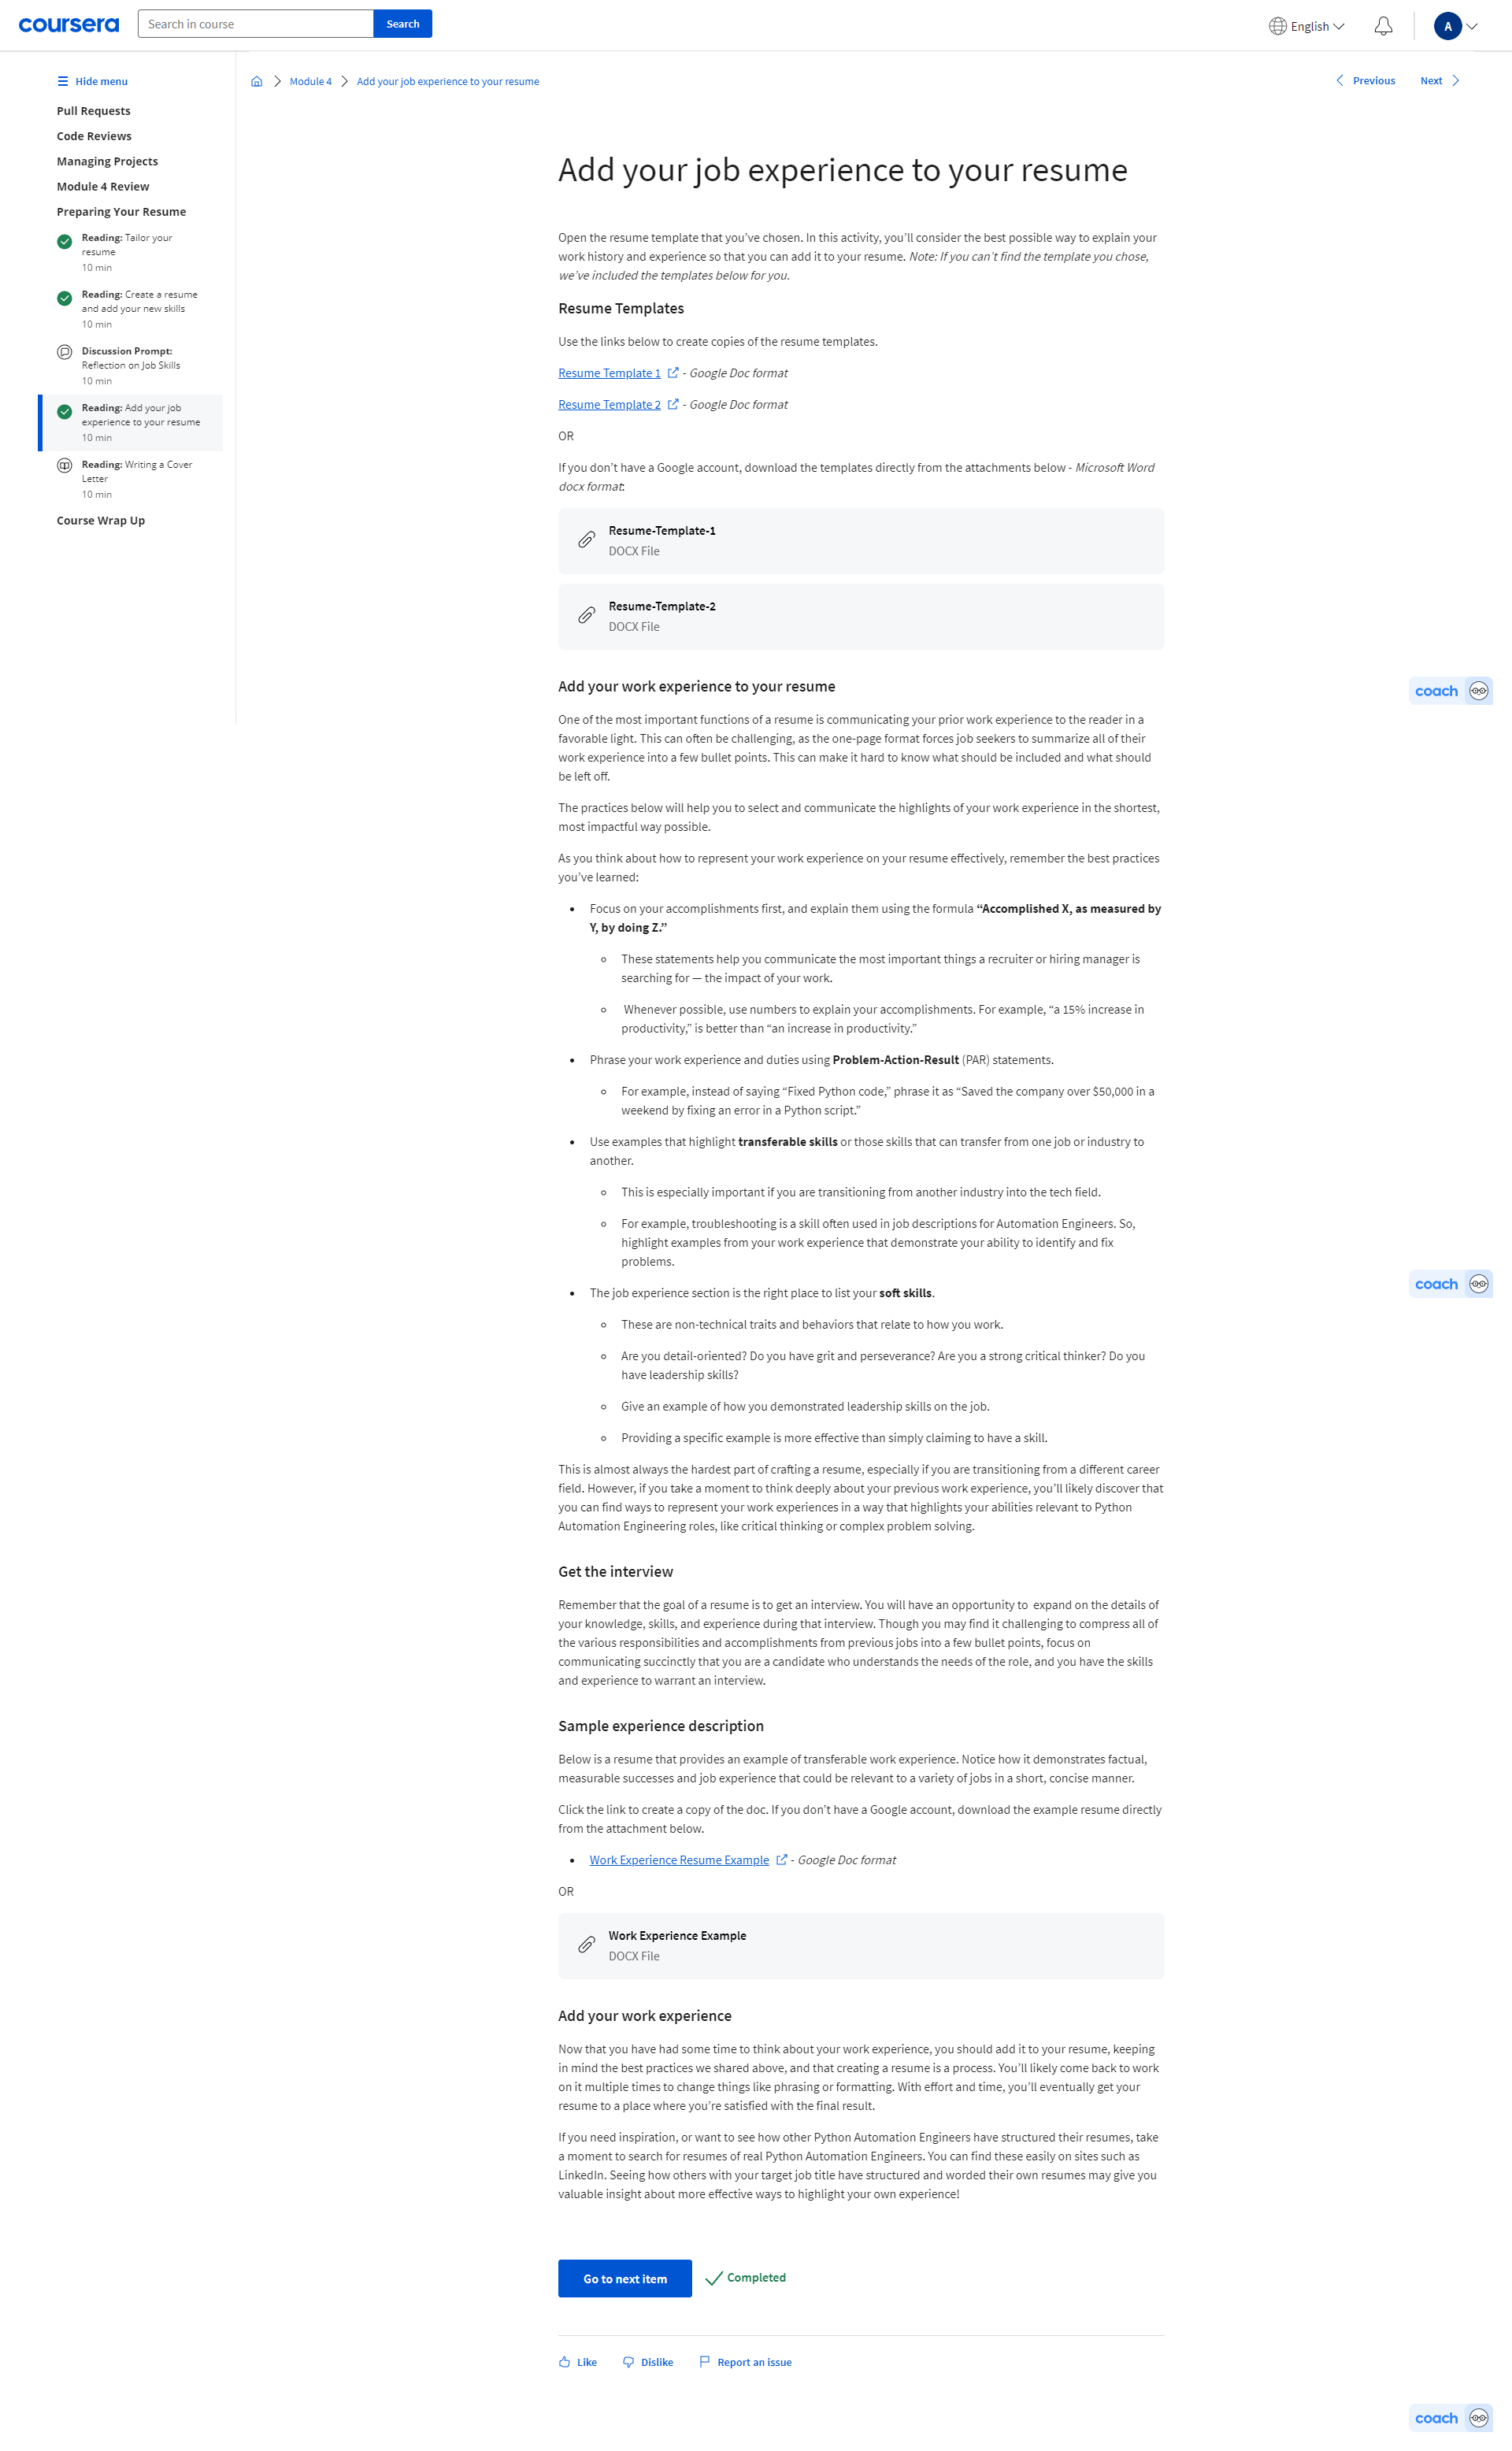 coursera
Search in course
Search
English
A
Hide menu
Pull Requests
Code Reviews
Managing Projects
Module 4 Review
Preparing Your Resume
Reading: Tailor your
resume
10 min
Reading: Create a resume
and add your new skills
10 min
Discussion Prompt:
Reflection on Job Skills
10 min
Reading: Add your job
experience to your resume
10 min
Reading: Writing a Cover
Letter
10 min
Course Wrap Up
Module 4
Add your job experience to your resume
Previous
Next
Add your job experience to your resume
Open the resume template that you’ve chosen. In this activity, you’ll consider the best possible way to explain your
work history and experience so that you can add it to your resume. Note: If you can’t find the template you chose,
we’ve included the templates below for you.
Resume Templates
Use the links below to create copies of the resume templates.
Resume Template 1 - Google Doc format
Resume Template 2 - Google Doc format
OR
If you don’t have a Google account, download the templates directly from the attachments below - Microsoft Word
docx format:
Resume-Template-1
DOCX File
Resume-Template-2
DOCX File
Add your work experience to your resume
coach
One of the most important functions of a resume is communicating your prior work experience to the reader in a
favorable light. This can often be challenging, as the one-page format forces job seekers to summarize all of their
work experience into a few bullet points. This can make it hard to know what should be included and what should
be left off.
The practices below will help you to select and communicate the highlights of your work experience in the shortest,
most impactful way possible.
As you think about how to represent your work experience on your resume effectively, remember the best practices
you’ve learned:
• Focus on your accomplishments first, and explain them using the formula “Accomplished X, as measured by
Y, by doing Z.”
◦ These statements help you communicate the most important things a recruiter or hiring manager is
searching for — the impact of your work.
◦ Whenever possible, use numbers to explain your accomplishments. For example, “a 15% increase in
productivity,” is better than “an increase in productivity.”
• Phrase your work experience and duties using Problem-Action-Result (PAR) statements.
◦ For example, instead of saying “Fixed Python code,” phrase it as “Saved the company over $50,000 in a
weekend by fixing an error in a Python script.”
• Use examples that highlight transferable skills or those skills that can transfer from one job or industry to
another.
◦ This is especially important if you are transitioning from another industry into the tech field.
◦ For example, troubleshooting is a skill often used in job descriptions for Automation Engineers. So,
highlight examples from your work experience that demonstrate your ability to identify and fix
problems.
• The job experience section is the right place to list your soft skills.
coach
◦ These are non-technical traits and behaviors that relate to how you work.
◦ Are you detail-oriented? Do you have grit and perseverance? Are you a strong critical thinker? Do you
have leadership skills?
◦ Give an example of how you demonstrated leadership skills on the job.
◦ Providing a specific example is more effective than simply claiming to have a skill.
This is almost always the hardest part of crafting a resume, especially if you are transitioning from a different career
field. However, if you take a moment to think deeply about your previous work experience, you’ll likely discover that
you can find ways to represent your work experiences in a way that highlights your abilities relevant to Python
Automation Engineering roles, like critical thinking or complex problem solving.
Get the interview
Remember that the goal of a resume is to get an interview. You will have an opportunity to  expand on the details of
your knowledge, skills, and experience during that interview. Though you may find it challenging to compress all of
the various responsibilities and accomplishments from previous jobs into a few bullet points, focus on
communicating succinctly that you are a candidate who understands the needs of the role, and you have the skills
and experience to warrant an interview.
Sample experience description
Below is a resume that provides an example of transferable work experience. Notice how it demonstrates factual,
measurable successes and job experience that could be relevant to a variety of jobs in a short, concise manner.
Click the link to create a copy of the doc. If you don’t have a Google account, download the example resume directly
from the attachment below.
• Work Experience Resume Example - Google Doc format
OR
Work Experience Example
DOCX File
Add your work experience
Now that you have had some time to think about your work experience, you should add it to your resume, keeping
in mind the best practices we shared above, and that creating a resume is a process. You’ll likely come back to work
on it multiple times to change things like phrasing or formatting. With effort and time, you’ll eventually get your
resume to a place where you’re satisfied with the final result.
If you need inspiration, or want to see how other Python Automation Engineers have structured their resumes, take
a moment to search for resumes of real Python Automation Engineers. You can find these easily on sites such as
LinkedIn. Seeing how others with your target job title have structured and worded their own resumes may give you
valuable insight about more effective ways to highlight your own experience!
Go to next item
Completed
Like
Dislike
Report an issue
coach